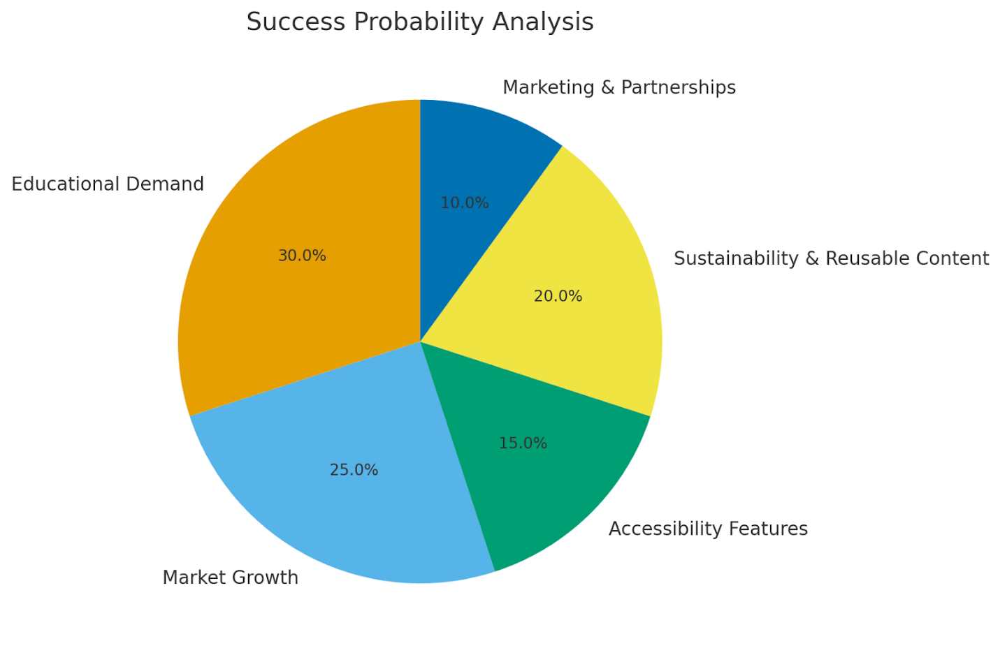 Success Probability Analysis
Marketing & Partnerships
Educational Demand
10.0%
30.0%
Sustainability & Reusable Content
20.0%
15.0%
25.0%
Accessibility Features
Market Growth